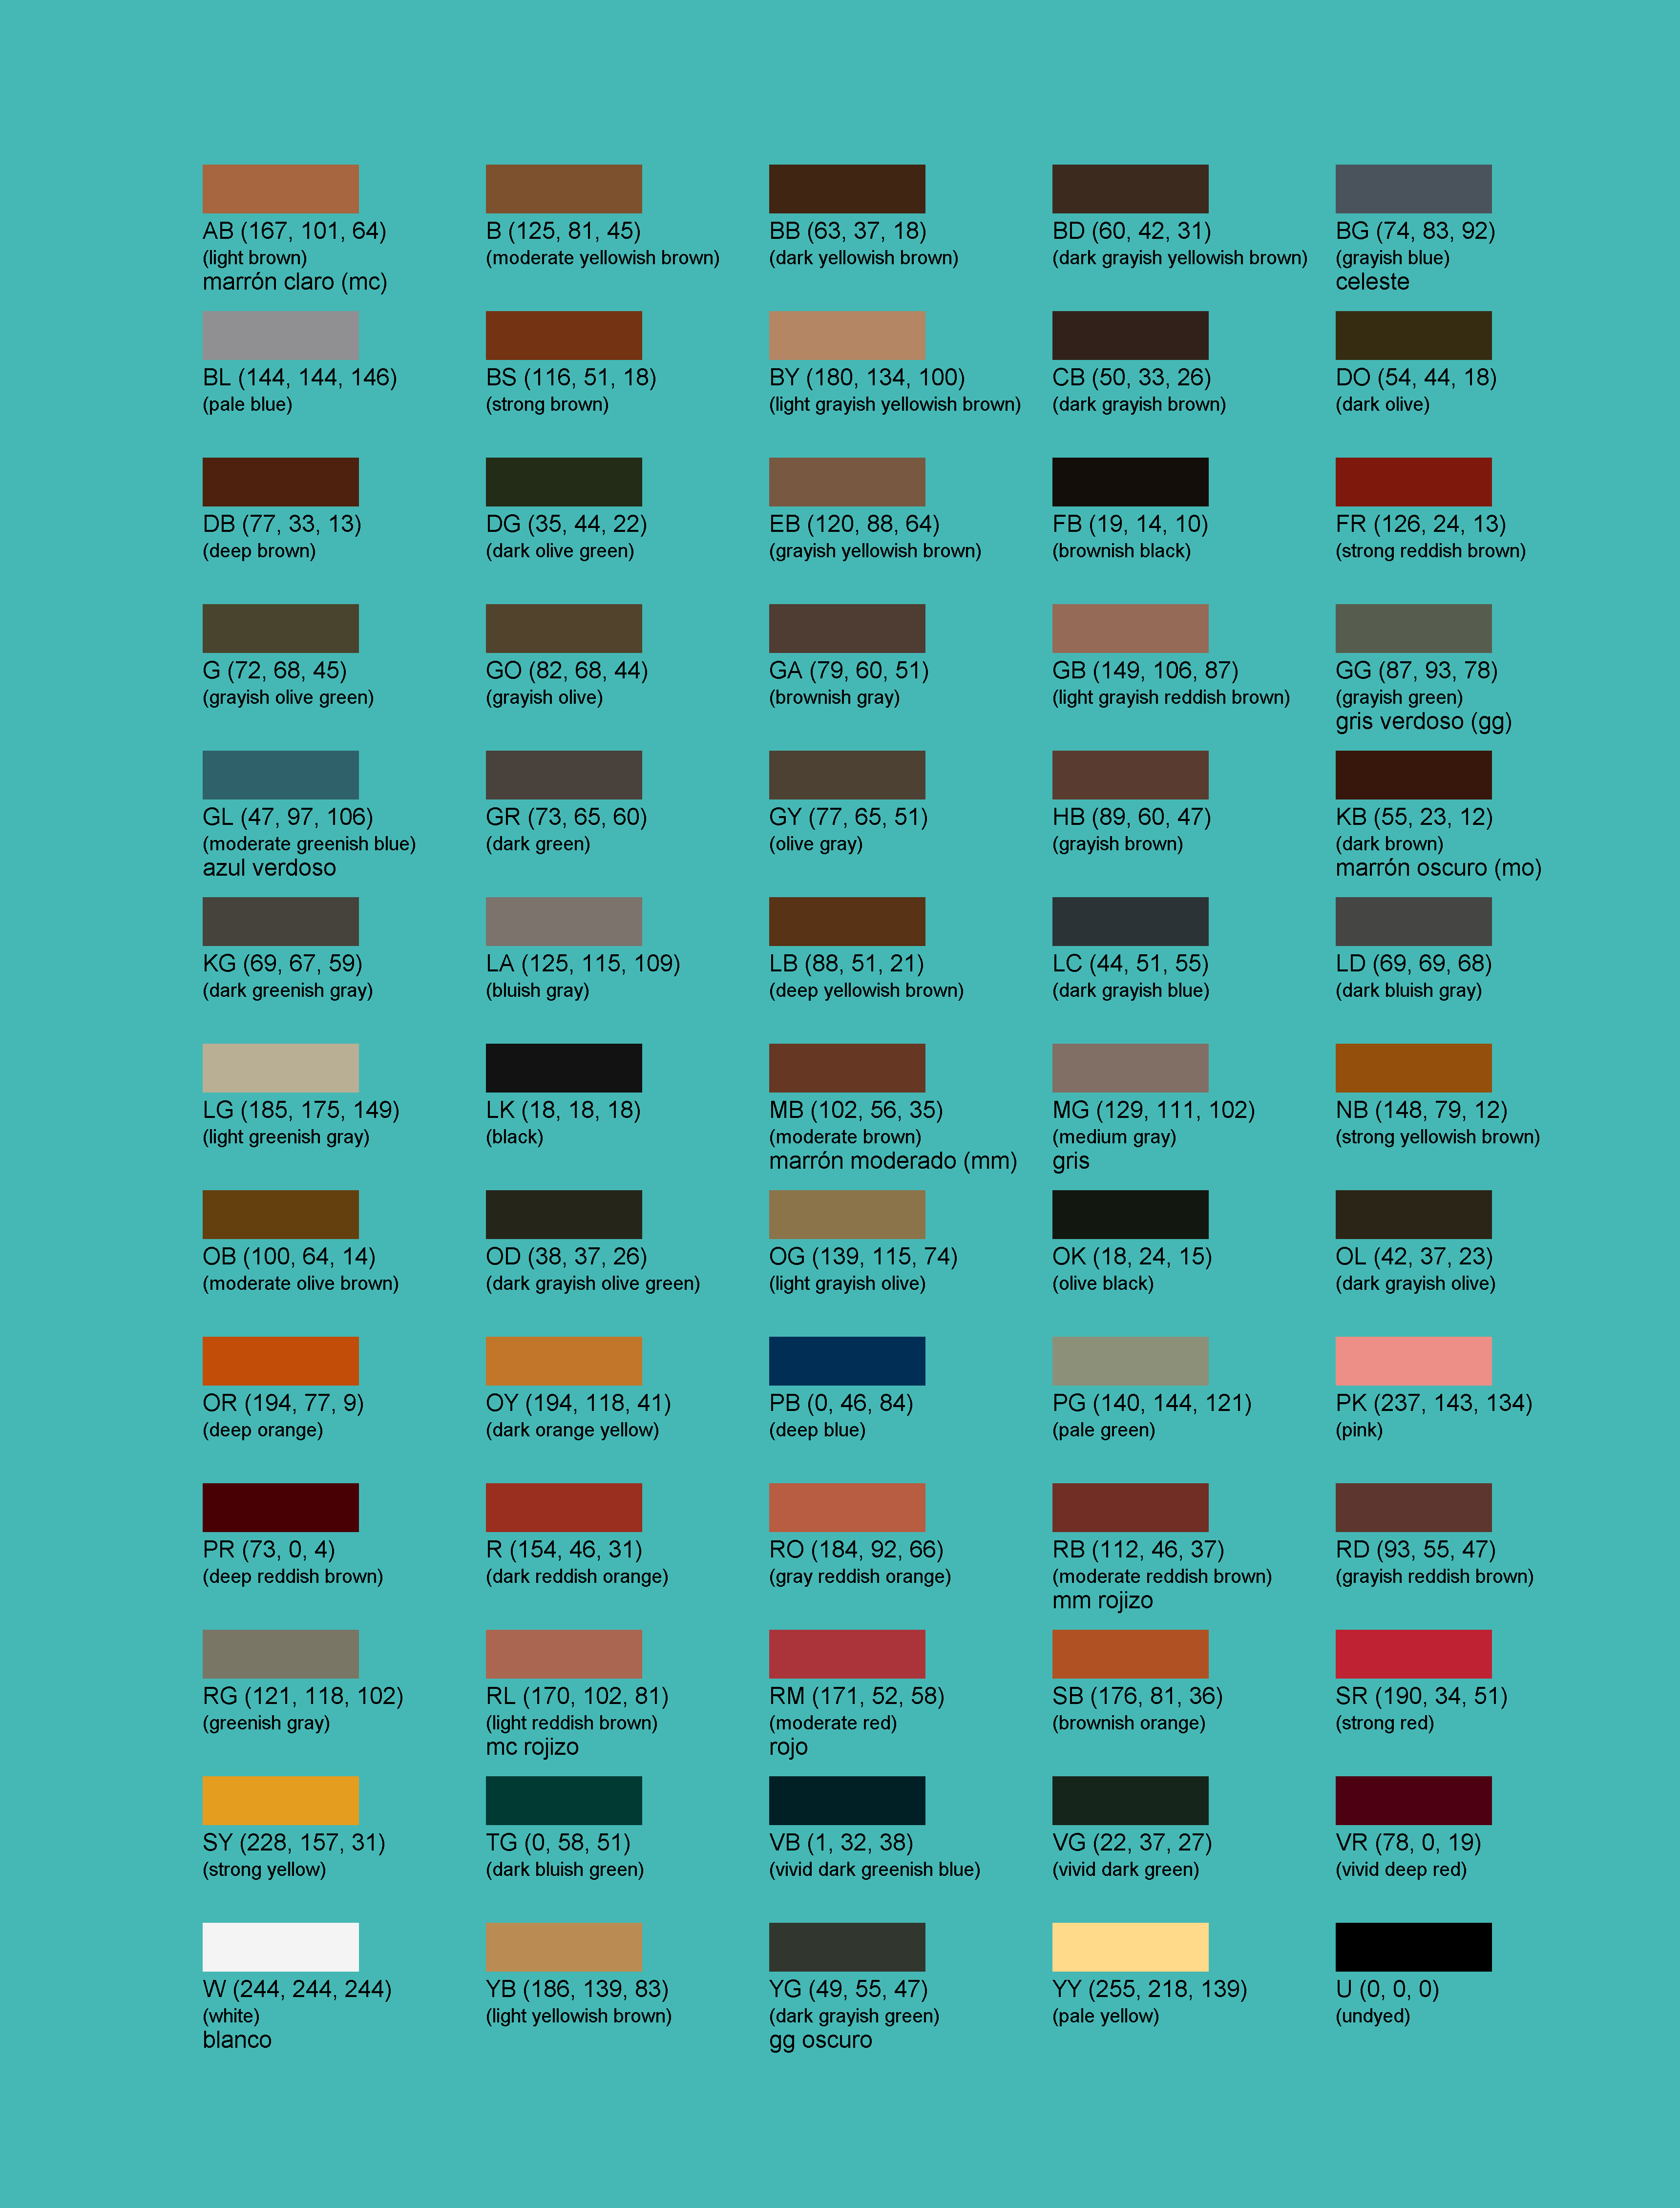 AB (167, 101, 64)
(light brown)
marrón claro (mc)
B (125, 81, 45)
(moderate yellowish brown)
BB (63, 37, 18)
(dark yellowish brown)
BD (60, 42, 31)
(dark grayish yellowish brown)
BG (74, 83, 92)
(grayish blue)
celeste
BL (144, 144, 146)
(pale blue)
BS (116, 51, 18)
(strong brown)
BY (180, 134, 100)
(light grayish yellowish brown)
CB (50, 33, 26)
(dark grayish brown)
DO (54, 44, 18)
(dark olive)
DB (77, 33, 13)
(deep brown)
DG (35, 44, 22)
(dark olive green)
EB (120, 88, 64)
(grayish yellowish brown)
FB (19, 14, 10)
(brownish black)
FR (126, 24, 13)
(strong reddish brown)
G (72, 68, 45)
(grayish olive green)
GO (82, 68, 44)
(grayish olive)
GA (79, 60, 51)
(brownish gray)
GB (149, 106, 87)
(light grayish reddish brown)
GG (87, 93, 78)
(grayish green)
gris verdoso (gg)
GL (47, 97, 106)
(moderate greenish blue)
azul verdoso
GR (73, 65, 60)
(dark green)
GY (77, 65, 51)
(olive gray)
HB (89, 60, 47)
(grayish brown)
KB (55, 23, 12)
(dark brown)
marrón oscuro (mo)
KG (69, 67, 59)
(dark greenish gray)
LA (125, 115, 109)
(bluish gray)
LB (88, 51, 21)
(deep yellowish brown)
LC (44, 51, 55)
(dark grayish blue)
LD (69, 69, 68)
(dark bluish gray)
LG (185, 175, 149)
(light greenish gray)
LK (18, 18, 18)
(black)
MB (102, 56, 35)
(moderate brown)
marrón moderado (mm)
MG (129, 111, 102)
(medium gray)
gris
NB (148, 79, 12)
(strong yellowish brown)
OB (100, 64, 14)
(moderate olive brown)
OD (38, 37, 26)
(dark grayish olive green)
OG (139, 115, 74)
(light grayish olive)
OK (18, 24, 15)
(olive black)
OL (42, 37, 23)
(dark grayish olive)
OR (194, 77, 9)
(deep orange)
OY (194, 118, 41)
(dark orange yellow)
PB (0, 46, 84)
(deep blue)
PG (140, 144, 121)
(pale green)
PK (237, 143, 134)
(pink)
PR (73, 0, 4)
(deep reddish brown)
R (154, 46, 31)
(dark reddish orange)
RO (184, 92, 66)
(gray reddish orange)
RB (112, 46, 37)
(moderate reddish brown)
mm rojizo
RD (93, 55, 47)
(grayish reddish brown)
RG (121, 118, 102)
(greenish gray)
RL (170, 102, 81)
(light reddish brown)
mc rojizo
RM (171, 52, 58)
(moderate red)
rojo
SB (176, 81, 36)
(brownish orange)
SR (190, 34, 51)
(strong red)
SY (228, 157, 31)
(strong yellow)
TG (0, 58, 51)
(dark bluish green)
VB (1, 32, 38)
(vivid dark greenish blue)
VG (22, 37, 27)
(vivid dark green)
VR (78, 0, 19)
(vivid deep red)
W (244, 244, 244)
(white)
blanco
YB (186, 139, 83)
(light yellowish brown)
YG (49, 55, 47)
(dark grayish green)
gg oscuro
YY (255, 218, 139)
(pale yellow)
U (0, 0, 0)
(undyed)